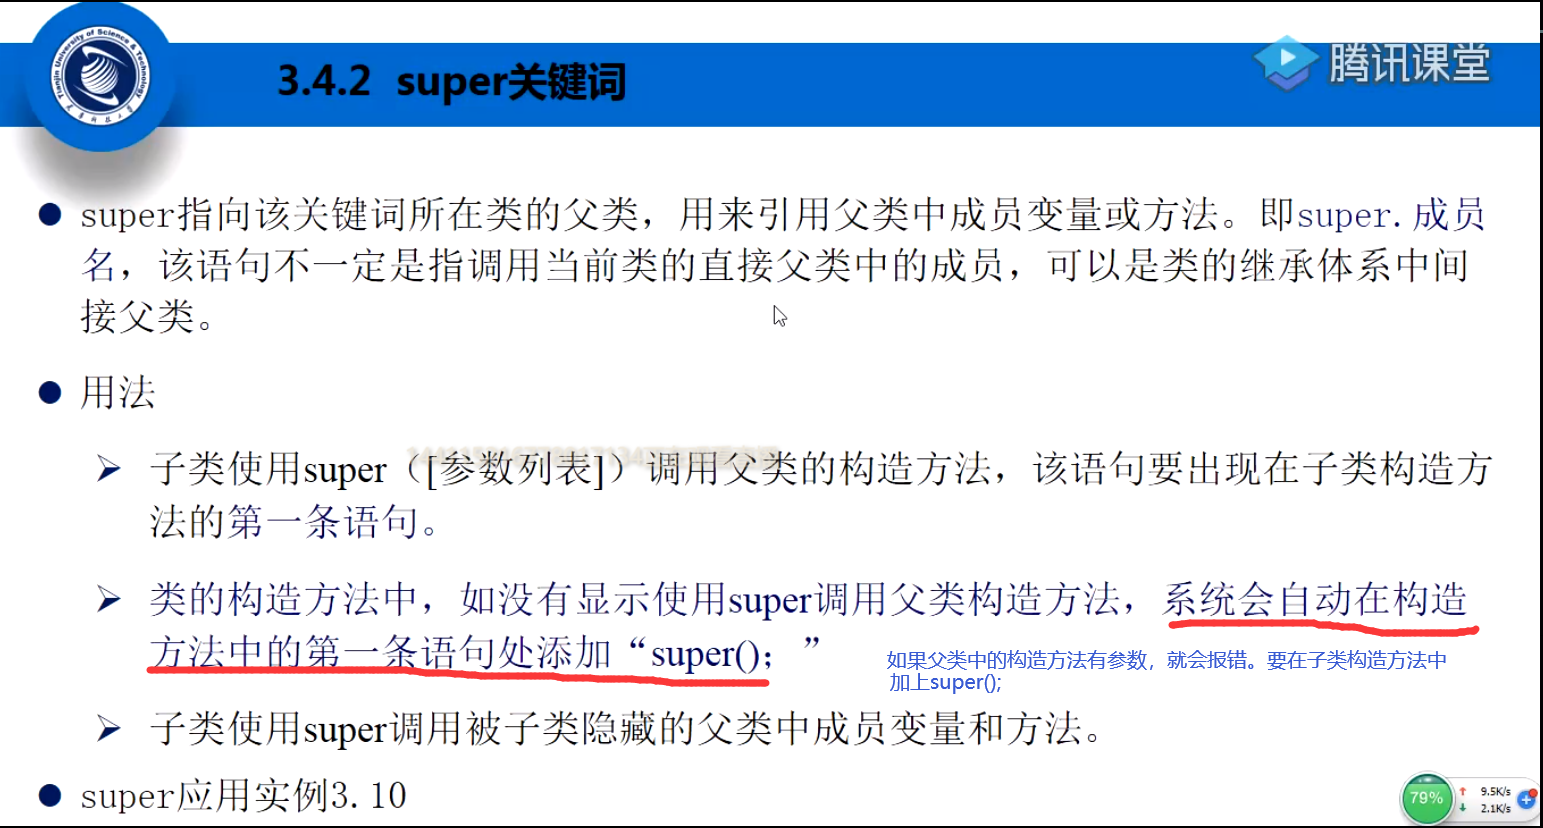 Tianjin University of Science & Technology
3.4.2 super关键词
腾讯课堂
super指向该关键词所在类的父类，用来引用父类中成员变量或方法。即super.成员
名，该语句不一定是指调用当前类的直接父类中的成员，可以是类的继承体系中间
接父类。
用法
子类使用super（[参数列表]）调用父类的构造方法，该语句要出现在子类构造方
法的第一条语句。
类的构造方法中，如没有显示使用super调用父类构造方法，系统会自动在构造
方法中的第一条语句处添加“super();”
如果父类中的构造方法有参数，就会报错。要在子类构造方法中
加上super();
子类使用super调用被子类隐藏的父类中成员变量和方法。
super应用实例3.10
79%
9.5K/s
2.1K/s